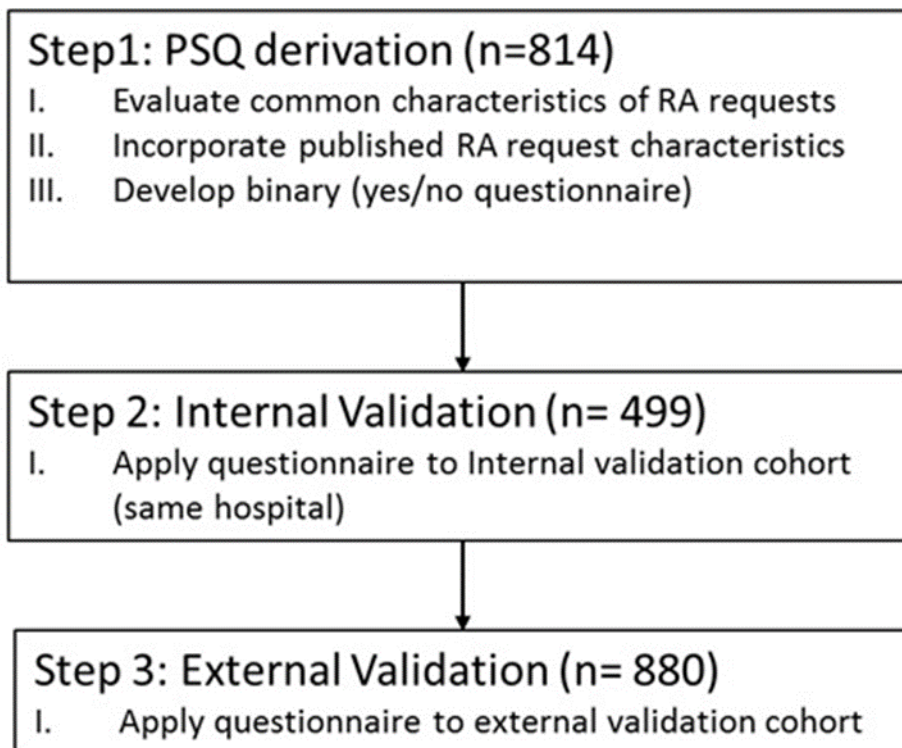 Step1: PSQ derivation (n=814)
I. Evaluate common characteristics of RA requests
II. Incorporate published RA request characteristics
III. Develop binary (yes/no questionnaire)
Step 2: Internal Validation (n= 499)
I. Apply questionnaire to Internal validation cohort
(same hospital)
Step 3: External Validation (n= 880)
I. Apply questionnaire to external validation cohort